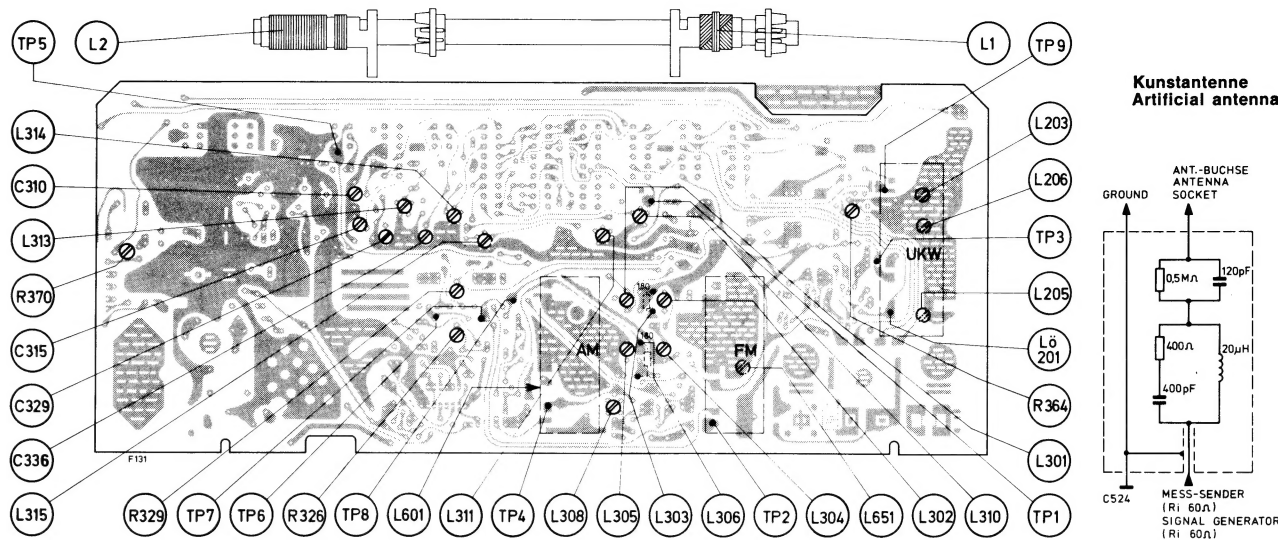 TP5
L2
L1
TP9
L314
C310
L313
R370
C315
C329
C336
L315
R329
TP7
TP6
R326
TP8
L601
L311
TP4
L308
L305
L303
L306
TP2
L304
L651
L302
L310
TP1
L203
L206
TP3
L205
Lö
201
R364
L301
UKW
AM
FM
180
180
F131
Kunstantenne
Artificial antenna
GROUND
ANT.-BUCHSE
ANTENNA
SOCKET
0,5MΩ
120pF
400Ω
20µH
400pF
C524
MESS-SENDER
(Ri 60Ω)
SIGNAL GENERATOR
(Ri 60Ω)